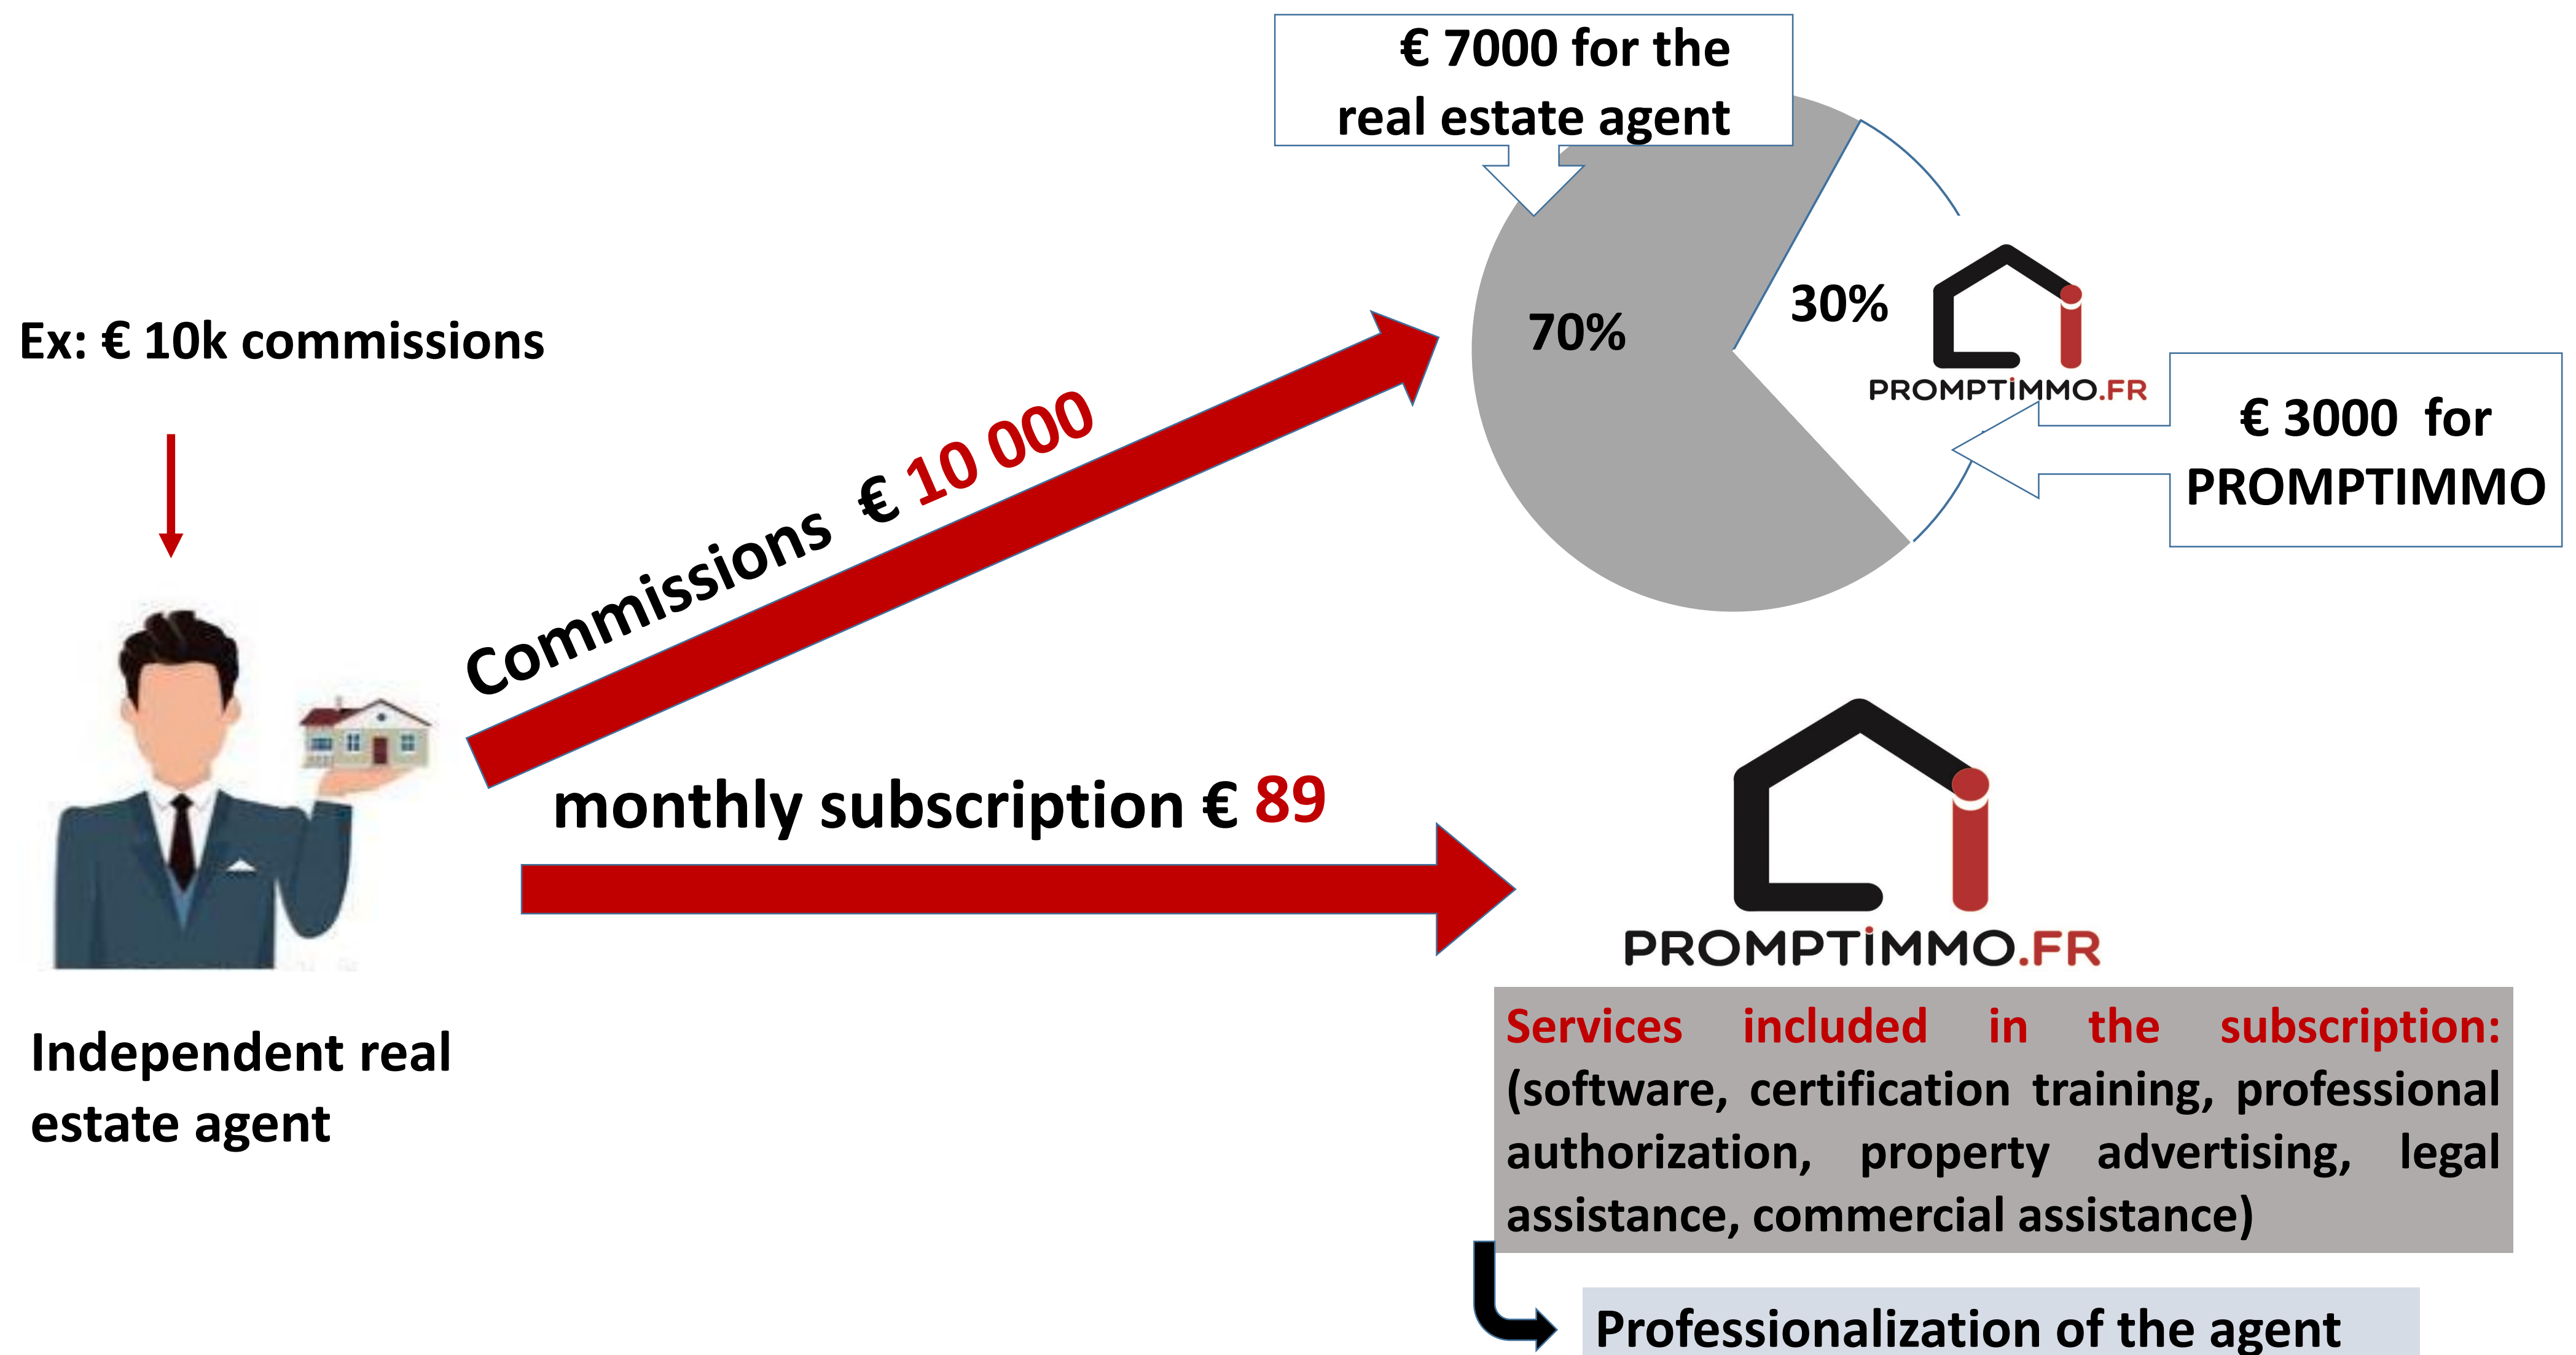 € 7000 for the
real estate agent
Ex: € 10k commissions
70%
30%
PROMPTiMMO.FR
€ 3000 for
PROMPTIMMO
Commissions € 10 000
monthly subscription € 89
PROMPTiMMO.FR
Independent real
estate agent
Services included in the subscription:
(software, certification training, professional
authorization, property advertising, legal
assistance, commercial assistance)
Professionalization of the agent